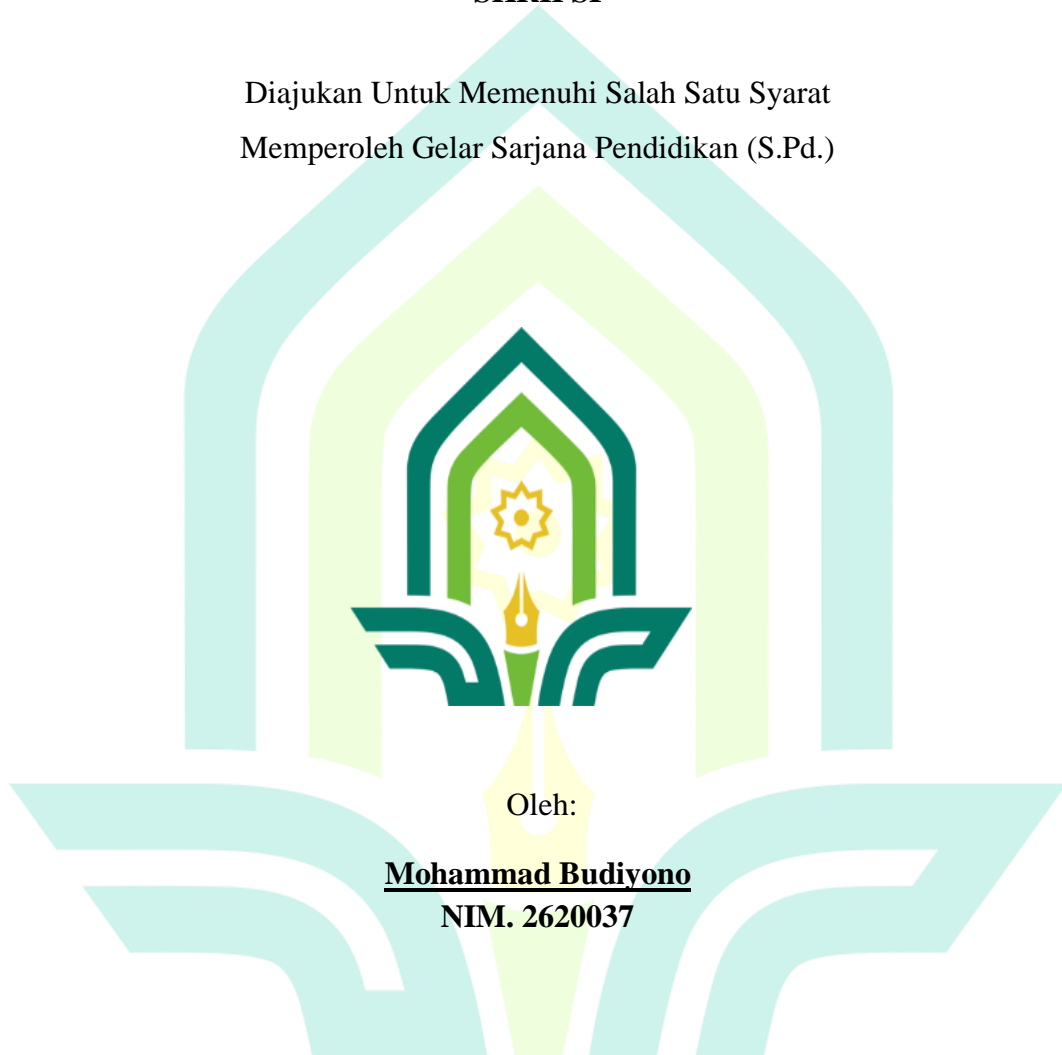 Diajukan Untuk Memenuhi Salah Satu Syarat
Memperoleh Gelar Sarjana Pendidikan (S.Pd.)
Oleh:
Mohammad Budiyono
NIM. 2620037